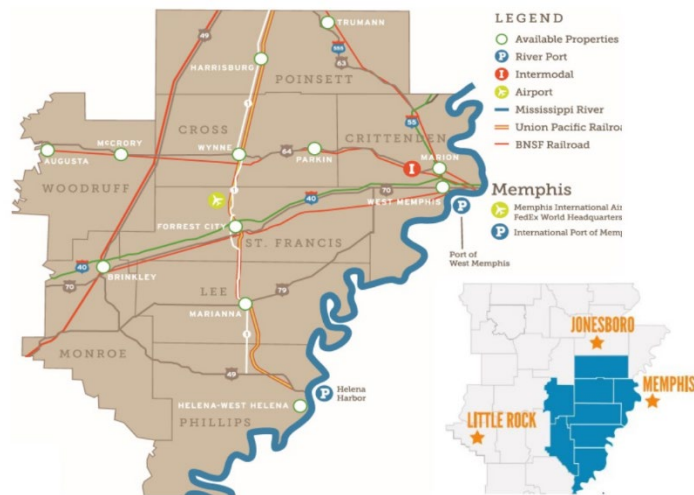 49
TRUMANN
555
63
HARRISBURG
POINSETT
1
CROSS
CRITTENDEN
55
McCRORY
AUGUSTA
WYNNE
64
PARKIN
MARION
I
WOODRUFF
1
70
40
WEST MEMPHIS
P
FORREST CITY
ST. FRANCIS
Port of
West Memphis
40
BRINKLEY
70
79
LEE
MARIANNA
1
MONROE
49
P
Helena
Harbor
HELENA-WEST HELENA
PHILLIPS
LEGEND
Available Properties
P
River Port
I
Intermodal
Airport
Mississippi River
Union Pacific Railroa
BNSF Railroad
Memphis
Memphis International Air
FedEx World Headquarters
P
International Port of Memp
JONESBORO
MEMPHIS
LITTLE ROCK